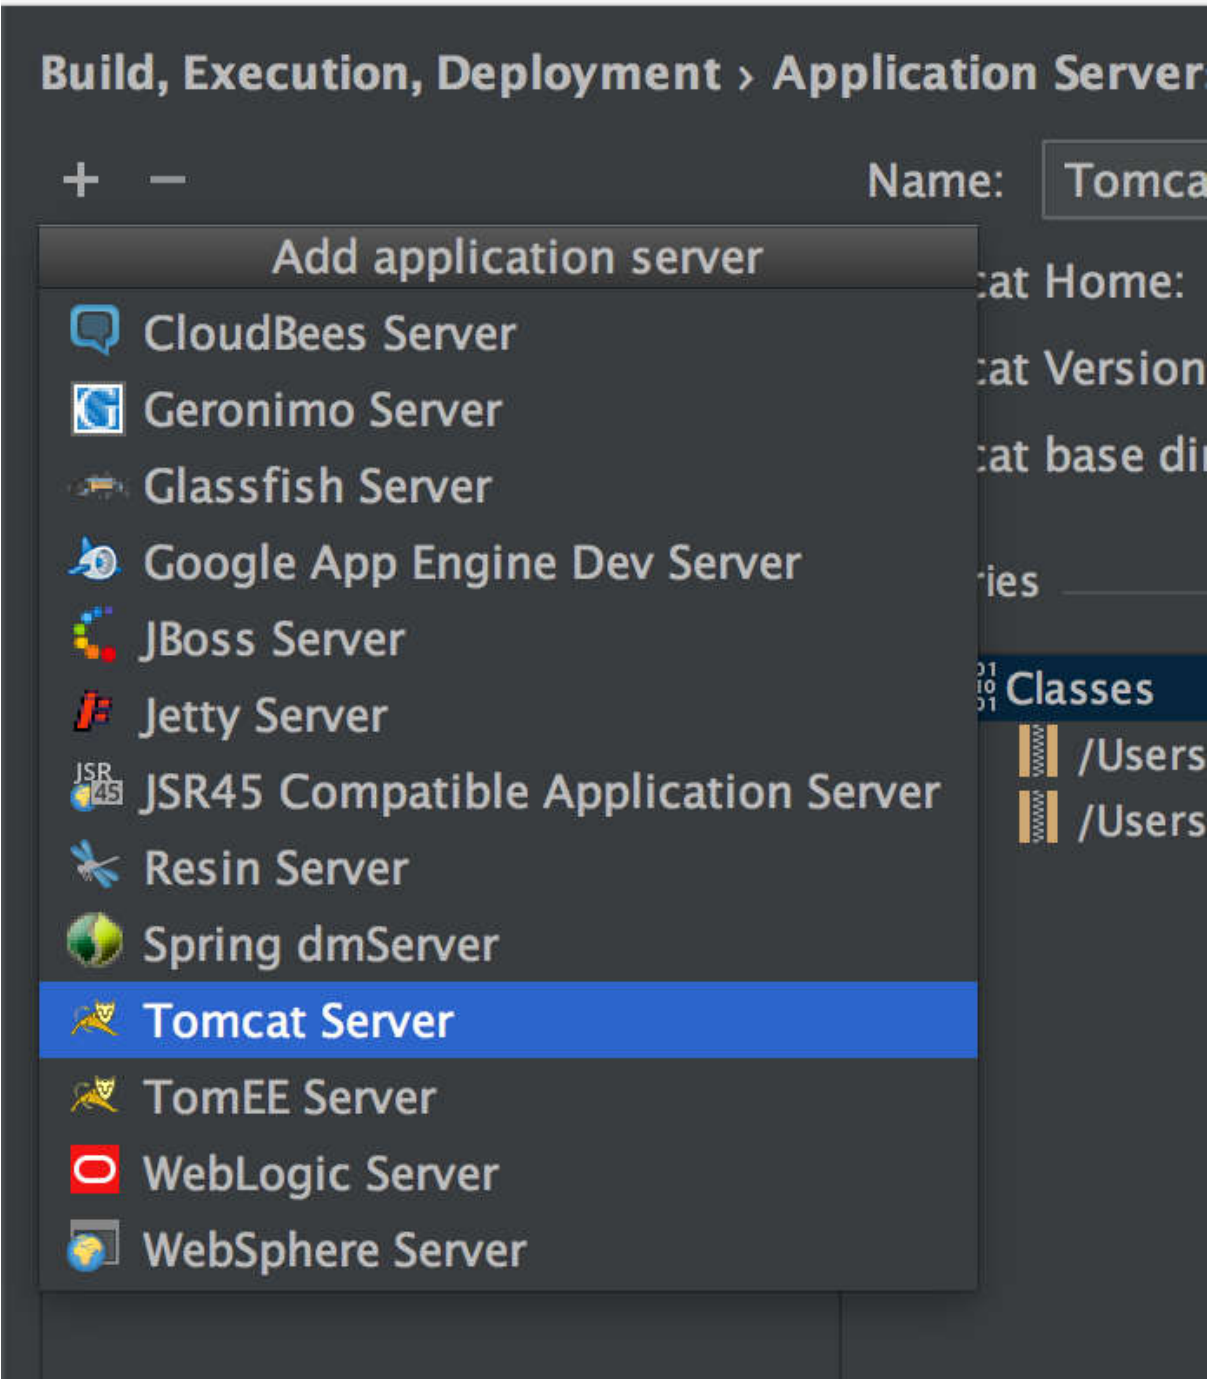 Build, Execution, Deployment › Application Server
Name: Tomca
Add application server
cat Home:
CloudBees Server
cat Version
Geronimo Server
cat base dir
Glassfish Server
Google App Engine Dev Server
ries
JBoss Server
Classes
Jetty Server
/Users
JSR45 Compatible Application Server
/Users
Resin Server
Spring dmServer
Tomcat Server
TomEE Server
WebLogic Server
WebSphere Server